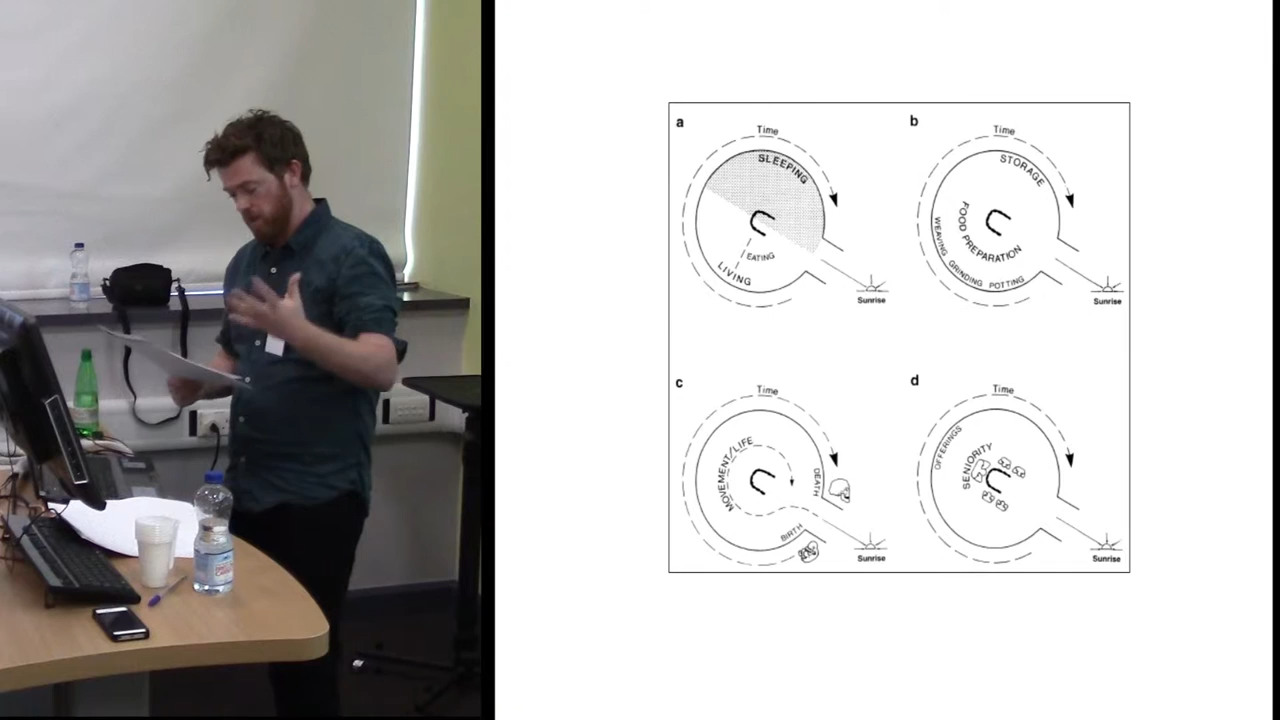 a
Time
SLEEPING
EATING
LIVING
Sunrise
b
Time
STORAGE
FOOD PREPARATION
WEAVING GRINDING POTTING
Sunrise
c
Time
MOVEMENT/LIFE
DEATH
BIRTH
Sunrise
d
Time
OFFERINGS
SENIORITY
Sunrise